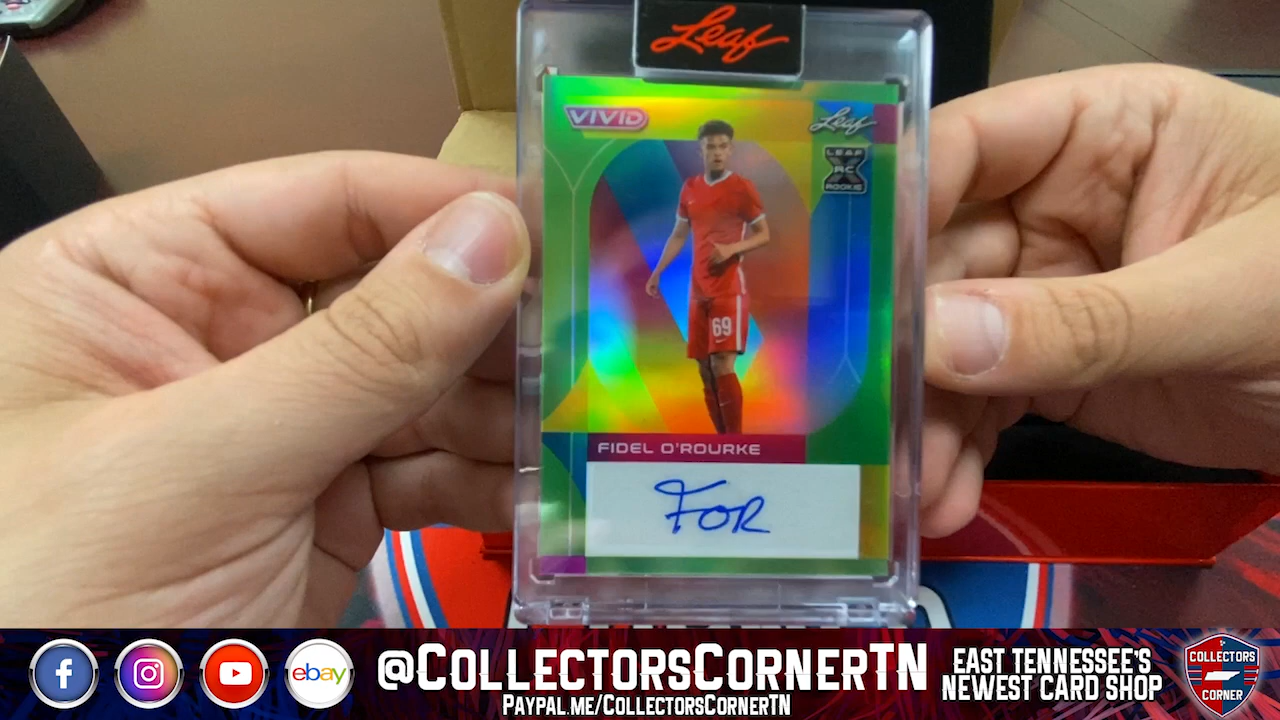 Leaf
VIVID
Leaf
LEAF
RC
ROOKIE
69
FIDEL O'ROURKE
FOR
ebay
@COLLECTORSCORNERTN
PAYPAL.ME/COLLECTORSCORNERTN
EAST TENNESSEE'S
NEWEST CARD SHOP
COLLECTORS
CORNER